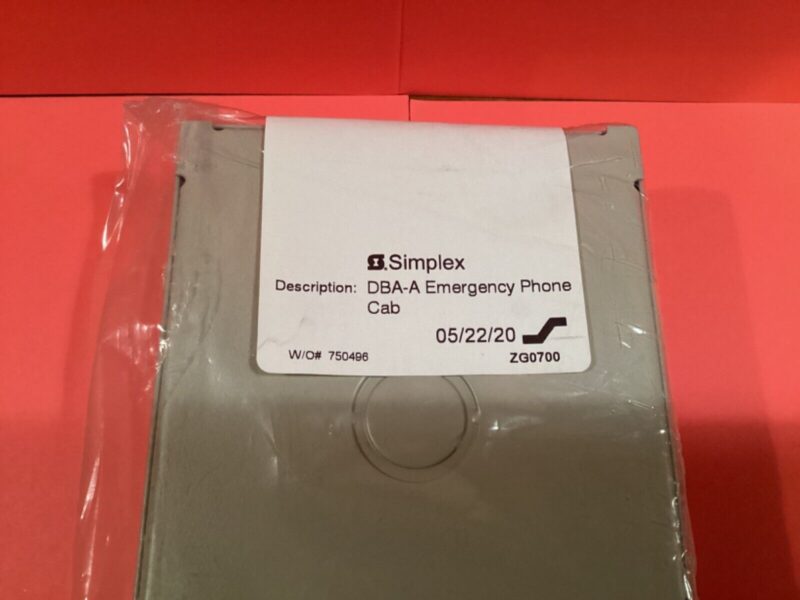 Simplex
Description: DBA-A Emergency Phone
Cab
05/22/20
W/O# 750496 ZG0700